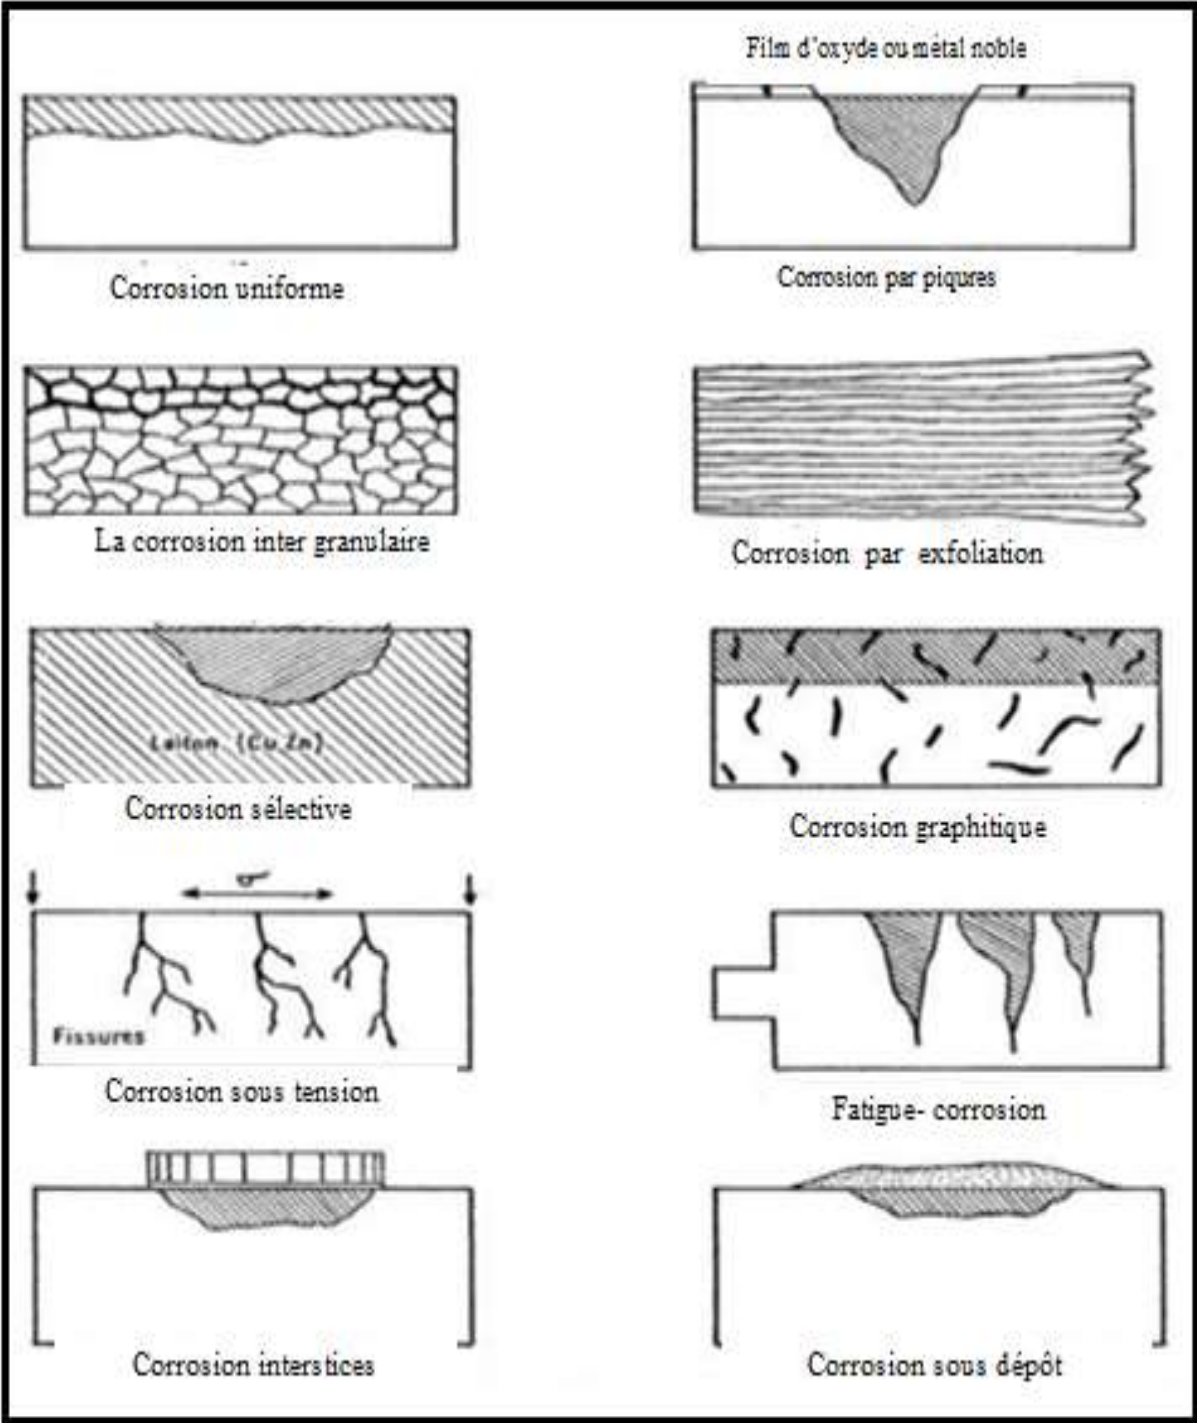 Film d'oxyde ou métal noble
Corrosion uniforme
Corrosion par piqures
La corrosion inter granulaire
Corrosion par exfoliation
Laiton (Cu Zn)
Corrosion sélective
Corrosion graphitique
σ
Fissures
Corrosion sous tension
Fatigue- corrosion
Corrosion interstices
Corrosion sous dépôt